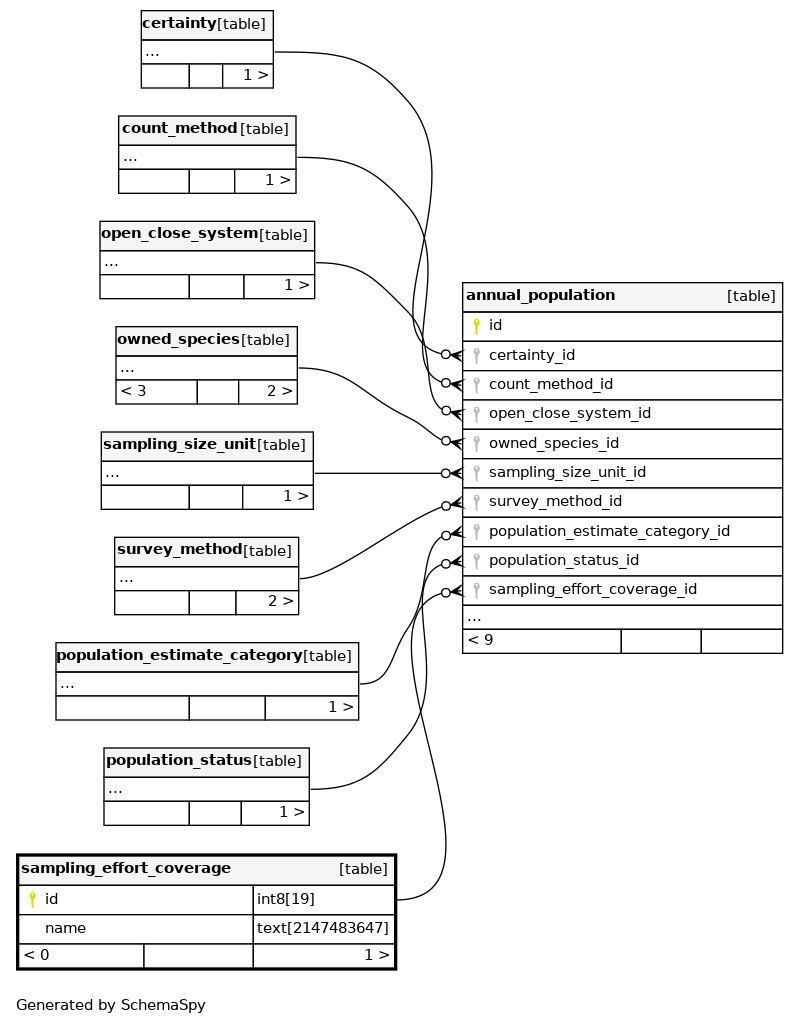 certainty [table]
...
1 >
count_method [table]
...
1 >
open_close_system [table]
...
1 >
owned_species [table]
...
< 3 2 >
sampling_size_unit [table]
...
1 >
survey_method [table]
...
2 >
population_estimate_category [table]
...
1 >
population_status [table]
...
1 >
sampling_effort_coverage [table]
id int8[19]
name text[2147483647]
< 0 1 >
annual_population [table]
id
certainty_id
count_method_id
open_close_system_id
owned_species_id
sampling_size_unit_id
survey_method_id
population_estimate_category_id
population_status_id
sampling_effort_coverage_id
...
< 9
Generated by SchemaSpy